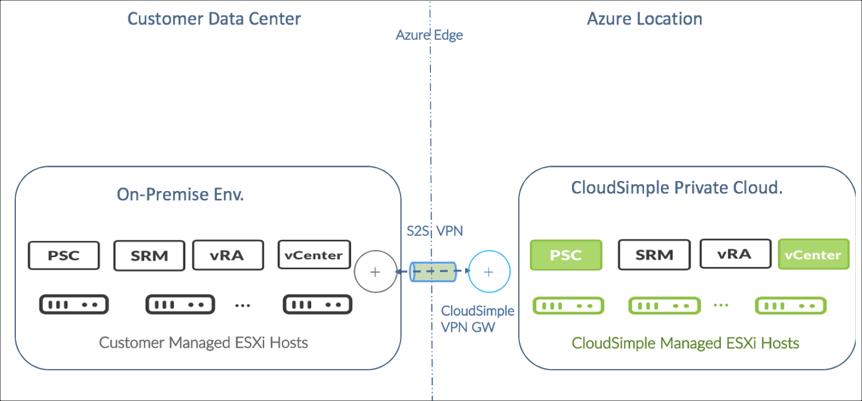 Customer Data Center
Azure Edge
Azure Location
On-Premise Env.
PSC
SRM
vRA
vCenter
...
Customer Managed ESXi Hosts
S2S VPN
CloudSimple
VPN GW
CloudSimple Private Cloud.
PSC
SRM
vRA
vCenter
...
CloudSimple Managed ESXi Hosts